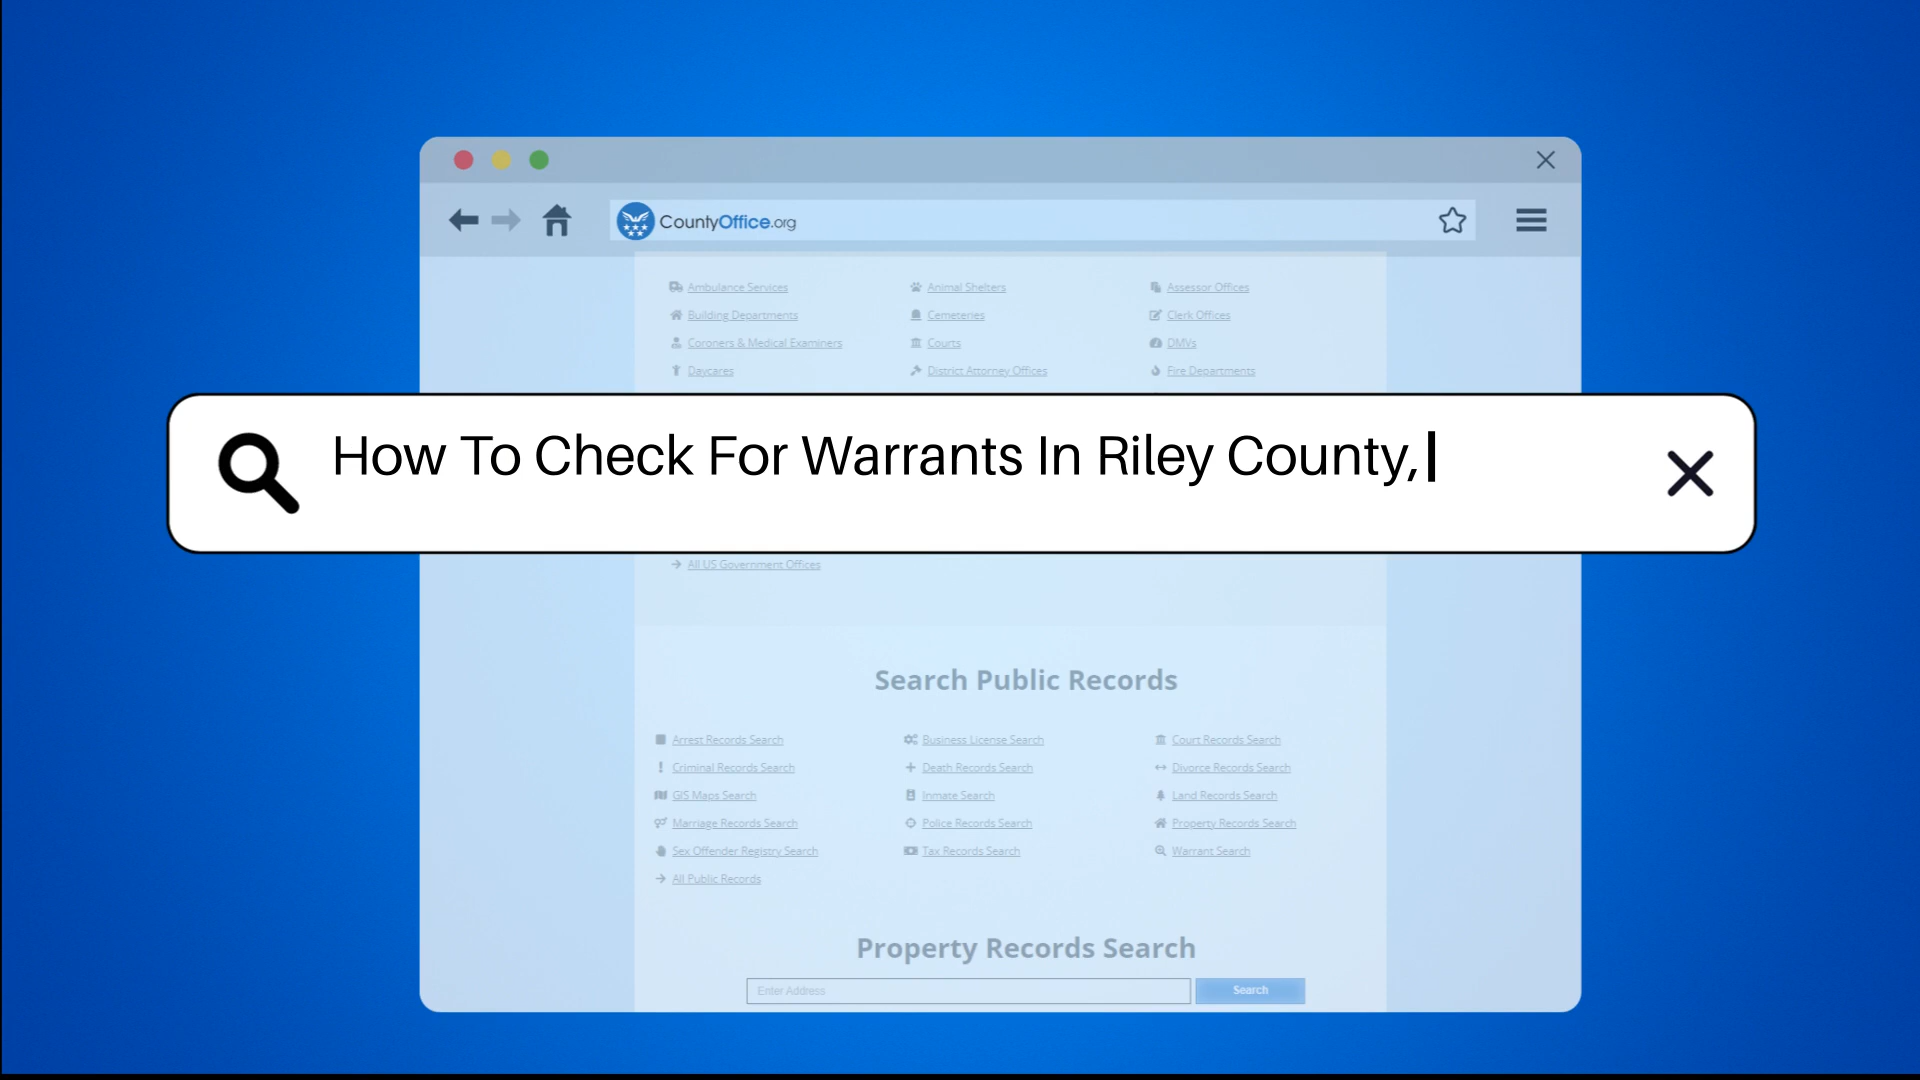 CountyOffice.org
Ambulance Services Animal Shelters Assessor Offices
Building Departments Cemeteries Clerk Offices
Coroners & Medical Examiners Courts DMVs
Daycares District Attorney Offices Fire Departments
How To Check For Warrants In Riley County,
All US Government Offices
Search Public Records
Arrest Records Search Business License Search Court Records Search
Criminal Records Search Death Records Search Divorce Records Search
GIS Maps Search Inmate Search Land Records Search
Marriage Records Search Police Records Search Property Records Search
Sex Offender Registry Search Tax Records Search Warrant Search
All Public Records
Property Records Search
Enter Address Search